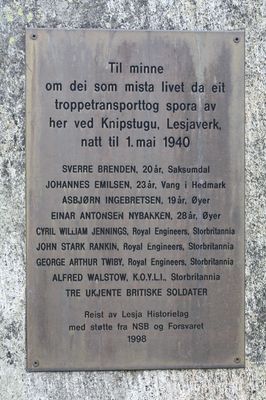 Til minne
om dei som mista livet da eit
troppetransporttog spora av
her ved Knipstugu, Lesjaverk,
natt til 1. mai 1940
SVERRE BRENDEN, 20 år, Saksumdal
JOHANNES EMILSEN, 23 år, Vang i Hedmark
ASBJØRN INGEBRETSEN, 19 år, Øyer
EINAR ANTONSEN NYBAKKEN, 28 år, Øyer
CYRIL WILLIAM JENNINGS, Royal Engineers, Storbritannia
JOHN STARK RANKIN, Royal Engineers, Storbritannia
GEORGE ARTHUR TWIBY, Royal Engineers, Storbritannia
ALFRED WALSTOW, K.O.Y.L.I., Storbritannia
TRE UKJENTE BRITISKE SOLDATER
Reist av Lesja Historielag
med støtte fra NSB og Forsvaret
1998